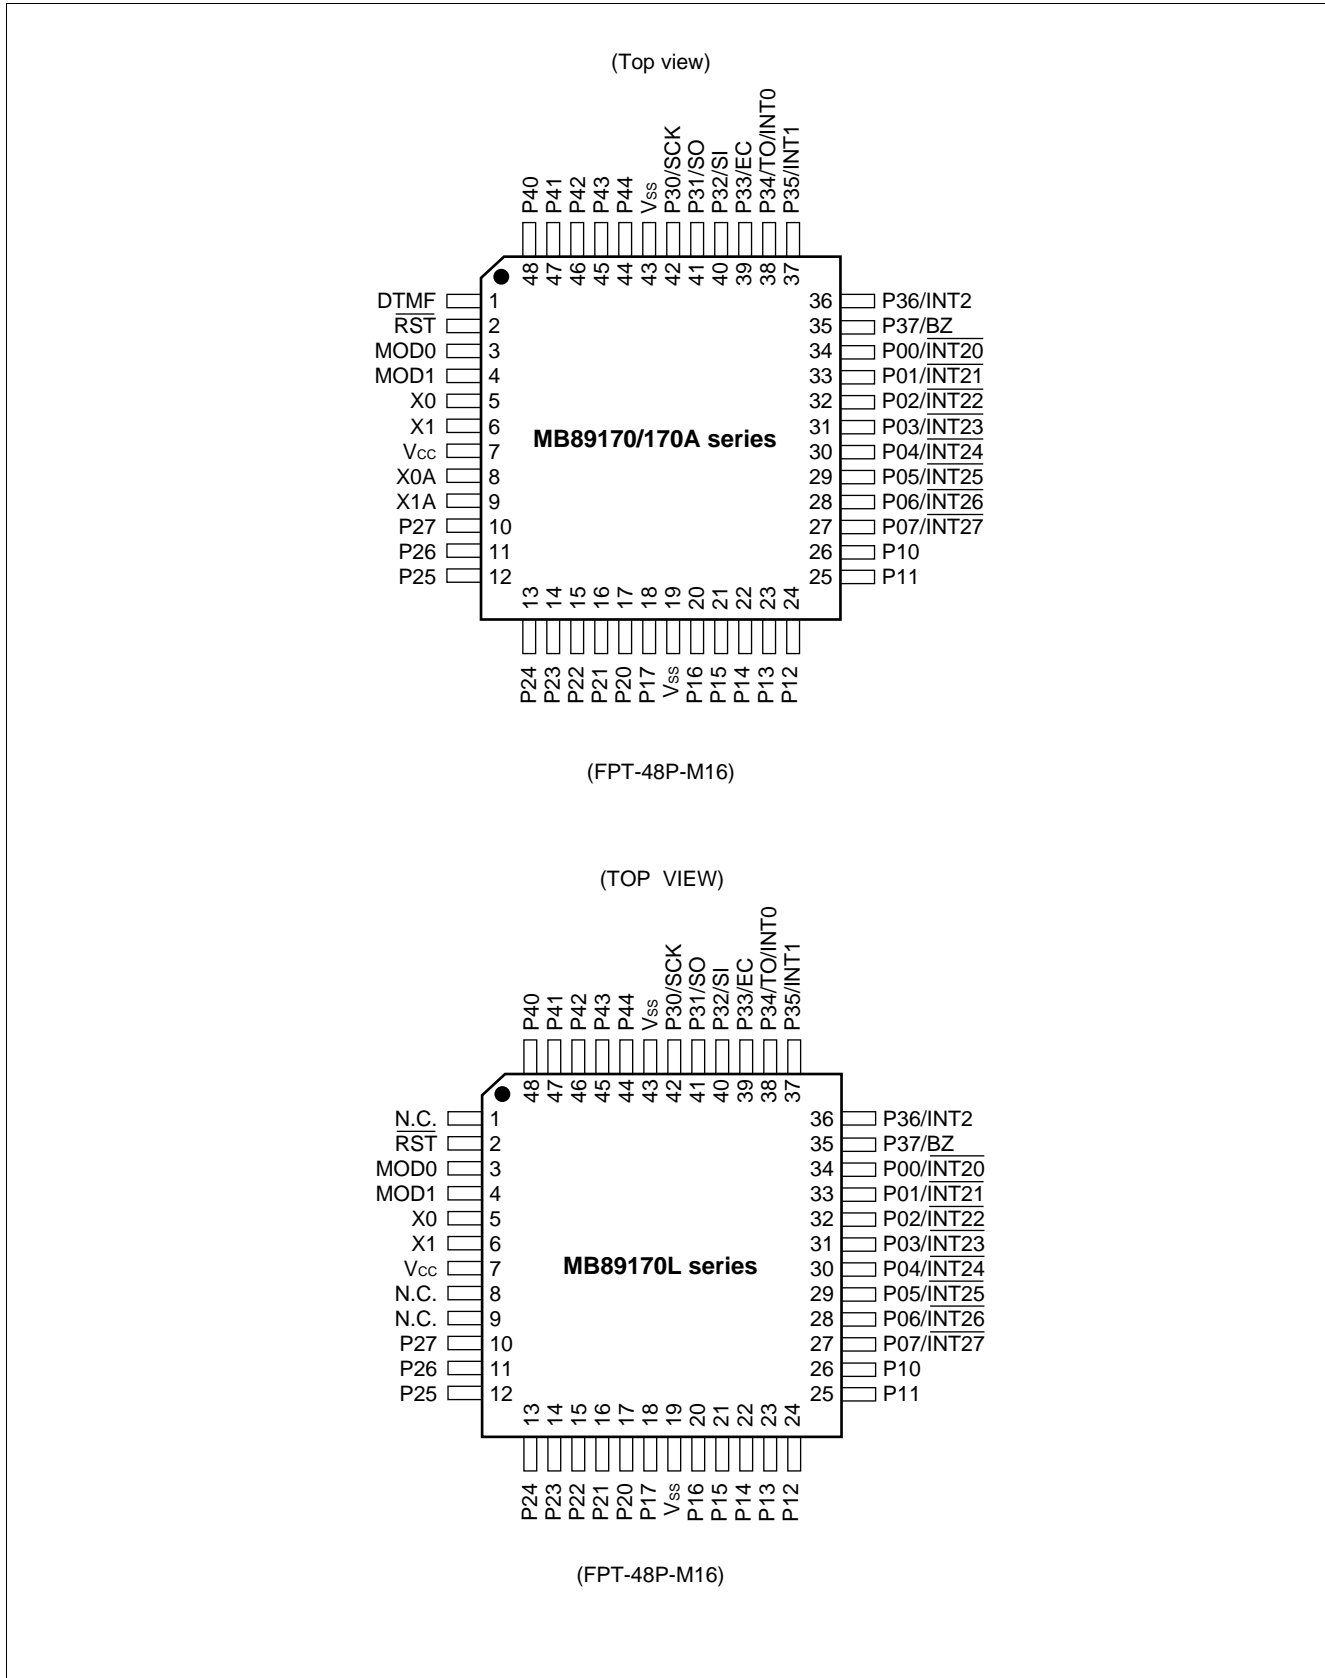 (Top view)
P40
P41
P42
P43
P44
Vss
P30/SCK
P31/SO
P32/SI
P33/EC
P34/TO/INT0
P35/INT1
48
47
46
45
44
43
42
41
40
39
38
37
DTMF 1
RST 2
MOD0 3
MOD1 4
X0 5
X1 6
Vcc 7
X0A 8
X1A 9
P27 10
P26 11
P25 12
MB89170/170A series
36 P36/INT2
35 P37/BZ
34 P00/INT20
33 P01/INT21
32 P02/INT22
31 P03/INT23
30 P04/INT24
29 P05/INT25
28 P06/INT26
27 P07/INT27
26 P10
25 P11
13
14
15
16
17
18
19
20
21
22
23
24
P24
P23
P22
P21
P20
P17
Vss
P16
P15
P14
P13
P12
(FPT-48P-M16)
(TOP VIEW)
P40
P41
P42
P43
P44
Vss
P30/SCK
P31/SO
P32/SI
P33/EC
P34/TO/INT0
P35/INT1
48
47
46
45
44
43
42
41
40
39
38
37
N.C. 1
RST 2
MOD0 3
MOD1 4
X0 5
X1 6
Vcc 7
N.C. 8
N.C. 9
P27 10
P26 11
P25 12
MB89170L series
36 P36/INT2
35 P37/BZ
34 P00/INT20
33 P01/INT21
32 P02/INT22
31 P03/INT23
30 P04/INT24
29 P05/INT25
28 P06/INT26
27 P07/INT27
26 P10
25 P11
13
14
15
16
17
18
19
20
21
22
23
24
P24
P23
P22
P21
P20
P17
Vss
P16
P15
P14
P13
P12
(FPT-48P-M16)